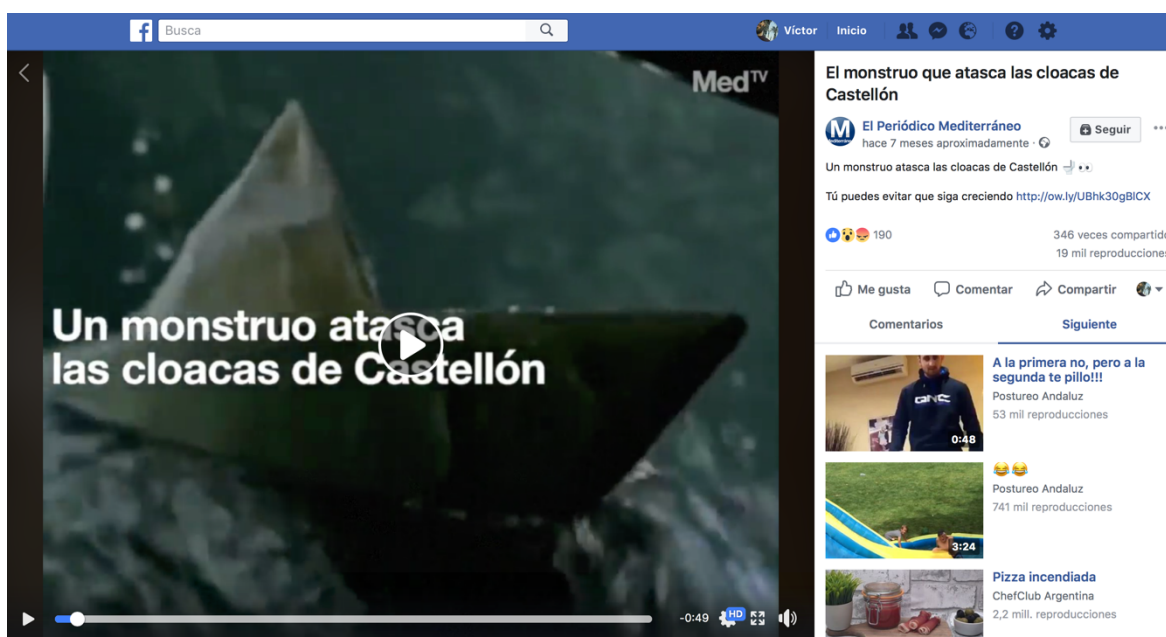 f
Busca
Víctor
Inicio
?
MedTV
Un monstruo atasca
las cloacas de Castellón
-0:49
HD
El monstruo que atasca las cloacas de
Castellón
M
El Periódico Mediterráneo
hace 7 meses aproximadamente ·
Seguir
Un monstruo atasca las cloacas de Castellón
Tú puedes evitar que siga creciendo http://ow.ly/UBhk30gBlCX
190
346 veces compartido
19 mil reproducciones
Me gusta
Comentar
Compartir
Comentarios
Siguiente
A la primera no, pero a la
segunda te pillo!!!
Postureo Andaluz
53 mil reproducciones
0:48
😂😂
Postureo Andaluz
741 mil reproducciones
3:24
Pizza incendiada
ChefClub Argentina
2,2 mill. reproducciones